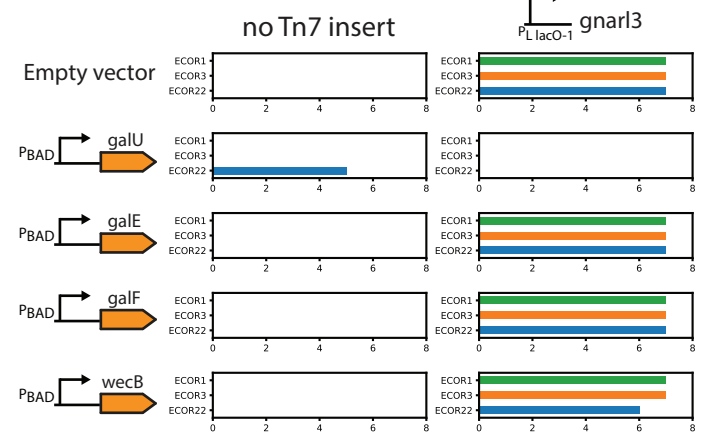 no Tn7 insert
PL lacO-1 gnarl3
Empty vector
ECOR1
ECOR3
ECOR22
0 2 4 6 8
ECOR1
ECOR3
ECOR22
0 2 4 6 8
PBAD galU
ECOR1
ECOR3
ECOR22
0 2 4 6 8
ECOR1
ECOR3
ECOR22
0 2 4 6 8
PBAD galE
ECOR1
ECOR3
ECOR22
0 2 4 6 8
ECOR1
ECOR3
ECOR22
0 2 4 6 8
PBAD galF
ECOR1
ECOR3
ECOR22
0 2 4 6 8
ECOR1
ECOR3
ECOR22
0 2 4 6 8
PBAD wecB
ECOR1
ECOR3
ECOR22
0 2 4 6 8
ECOR1
ECOR3
ECOR22
0 2 4 6 8